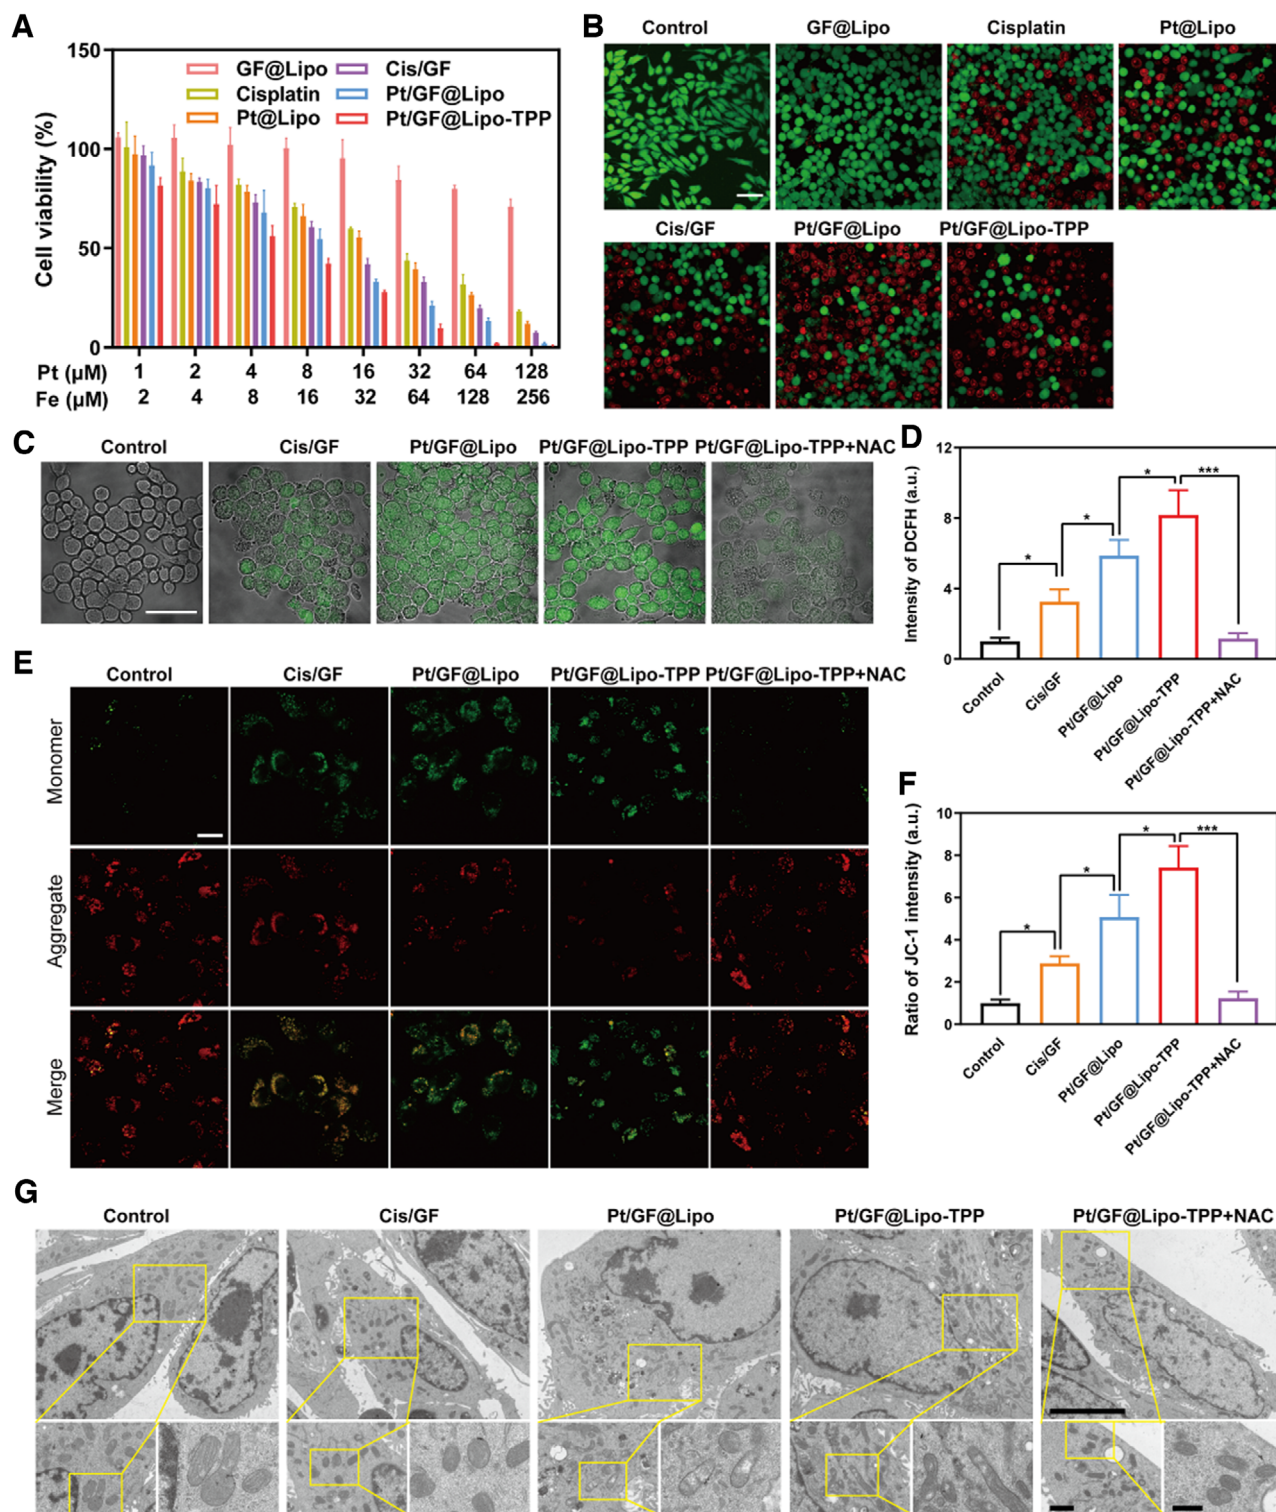 A
150
100
50
0
Cell viability (%)
GF@Lipo
Cisplatin
Pt@Lipo
Cis/GF
Pt/GF@Lipo
Pt/GF@Lipo-TPP
Pt (μM) 1 2 4 8 16 32 64 128
Fe (μM) 2 4 8 16 32 64 128 256
B
Control GF@Lipo Cisplatin Pt@Lipo
Cis/GF Pt/GF@Lipo Pt/GF@Lipo-TPP
C
Control Cis/GF Pt/GF@Lipo Pt/GF@Lipo-TPP Pt/GF@Lipo-TPP+NAC
D
Intensity of DCFH (a.u.)
12
8
4
0
* * * ***
Control
Cis/GF
Pt/GF@Lipo
Pt/GF@Lipo-TPP
Pt/GF@Lipo-TPP+NAC
E
Control Cis/GF Pt/GF@Lipo Pt/GF@Lipo-TPP Pt/GF@Lipo-TPP+NAC
Monomer
Aggregate
Merge
F
Ratio of JC-1 intensity (a.u.)
10
8
6
4
2
0
* * * ***
Control
Cis/GF
Pt/GF@Lipo
Pt/GF@Lipo-TPP
Pt/GF@Lipo-TPP+NAC
G
Control Cis/GF Pt/GF@Lipo Pt/GF@Lipo-TPP Pt/GF@Lipo-TPP+NAC